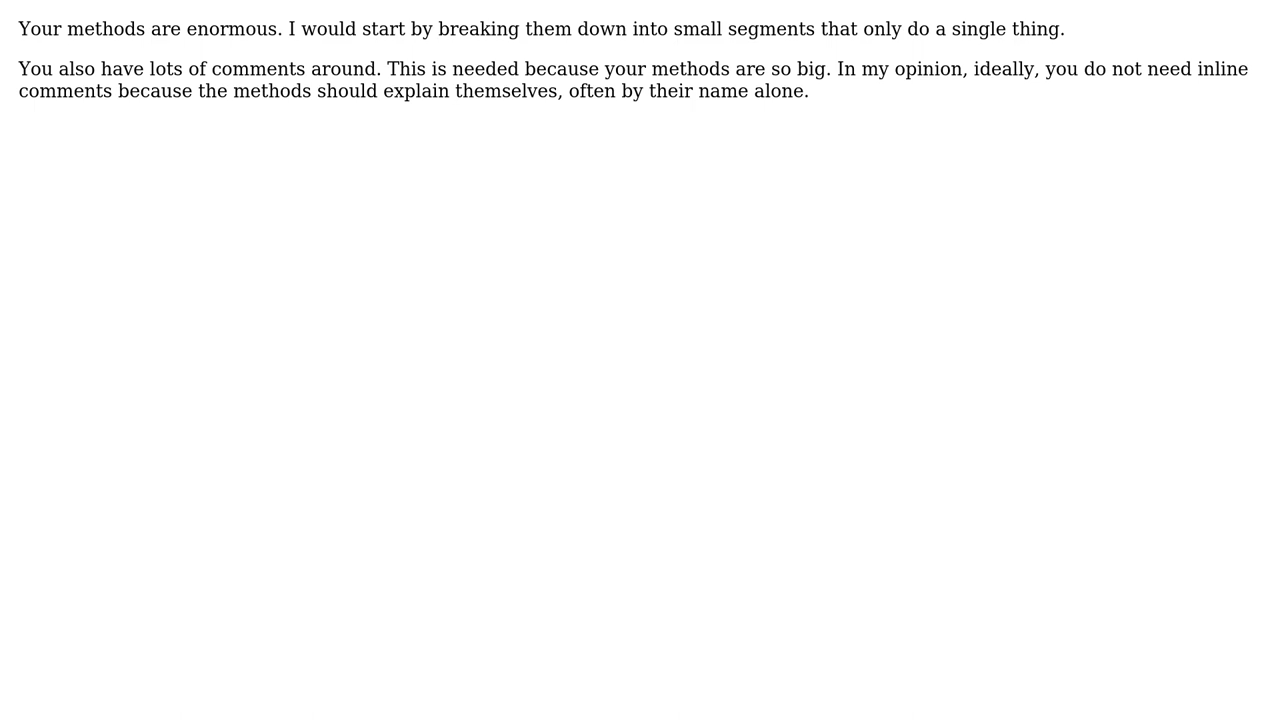 Your methods are enormous. I would start by breaking them down into small segments that only do a single thing.
You also have lots of comments around. This is needed because your methods are so big. In my opinion, ideally, you do not need inline
comments because the methods should explain themselves, often by their name alone.